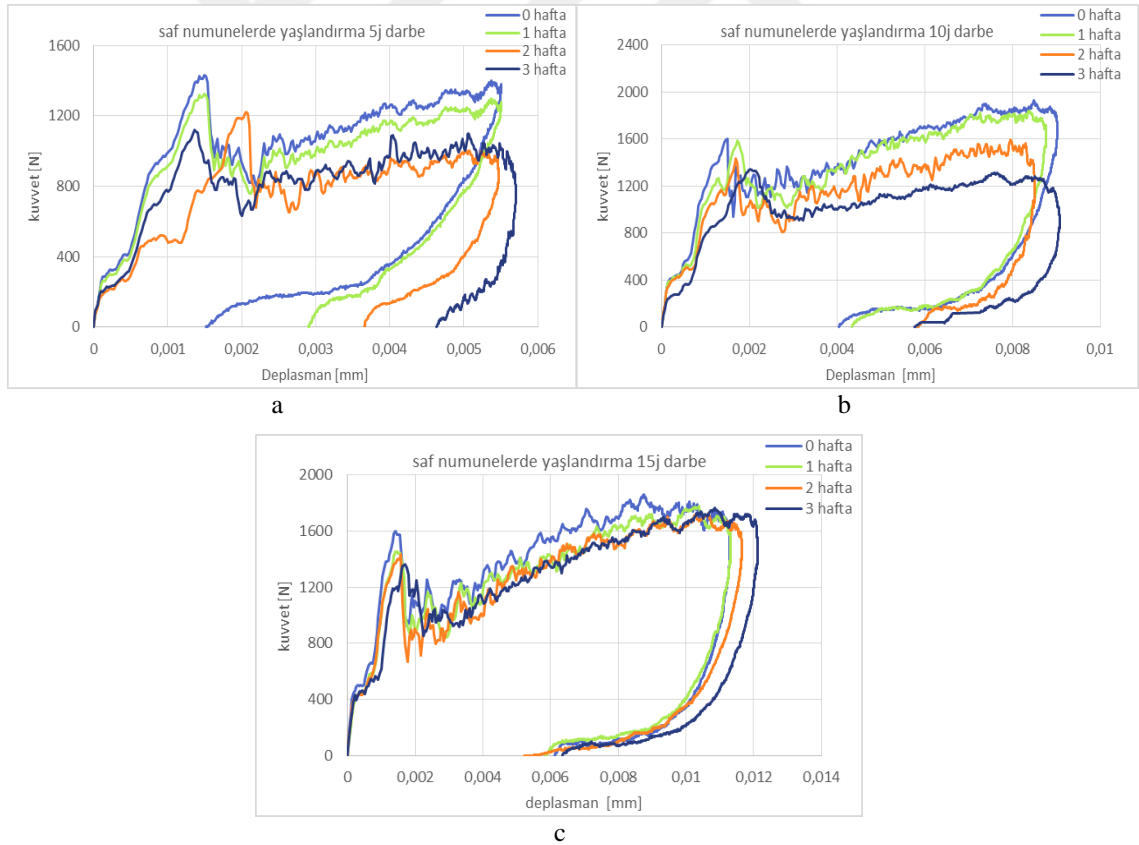 saf numunelerde yaşlandırma 5j darbe
0 hafta
1 hafta
2 hafta
3 hafta
kuvvet [N]
1600
1200
800
400
0
0 0,001 0,002 0,003 0,004 0,005 0,006
Deplasman [mm]
a
saf numunelerde yaşlandırma 10j darbe
0 hafta
1 hafta
2 hafta
3 hafta
kuvvet [N]
2400
2000
1600
1200
800
400
0
0 0,002 0,004 0,006 0,008 0,01
Deplasman [mm]
b
saf numunelerde yaşlandırma 15j darbe
0 hafta
1 hafta
2 hafta
3 hafta
kuvvet [N]
2000
1600
1200
800
400
0
0 0,002 0,004 0,006 0,008 0,01 0,012 0,014
deplasman [mm]
c